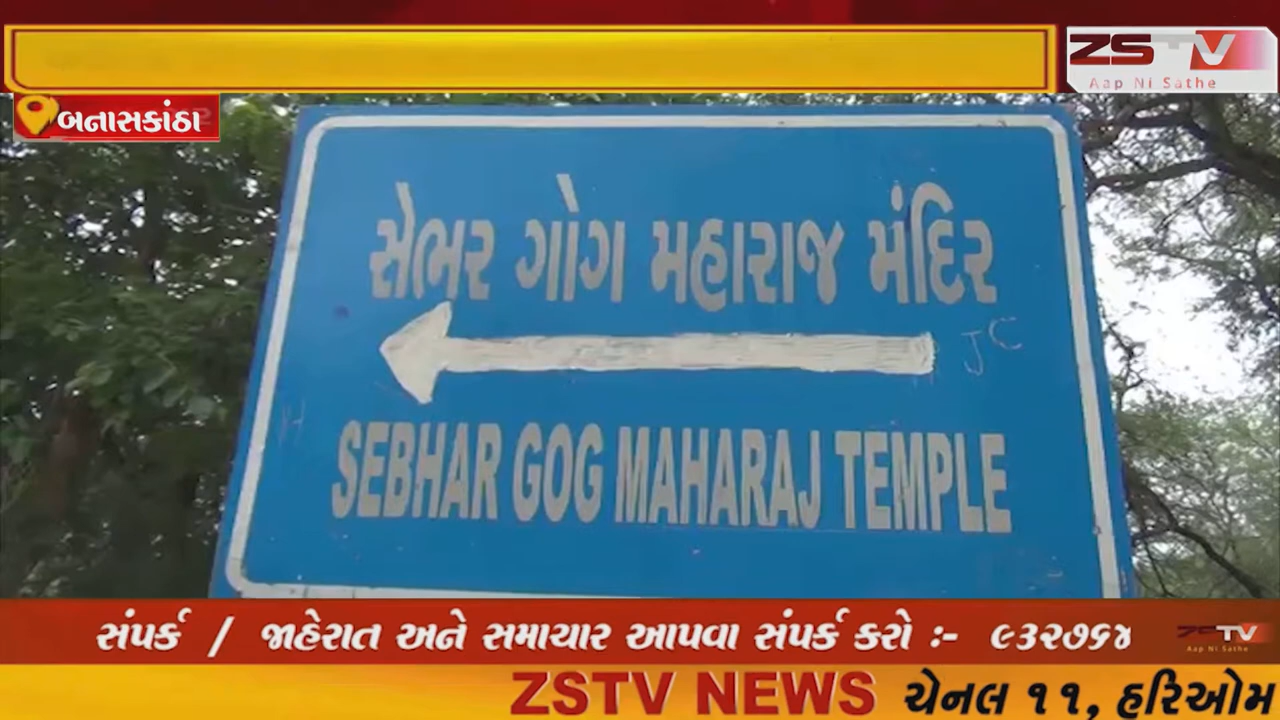 ZSTV
Aap Ni Sathe
બનાસકાંઠા
સેભર ગોગ મહારાજ મંદિર
JC
SEBHAR GOG MAHARAJ TEMPLE
સંપર્ક / જાહેરાત અને સમાચાર આપવા સંપર્ક કરો :- ૯૩૨૭૬૪
ZSTV
Aap Ni Sathe
ZSTV NEWS ચેનલ ૧૧, હરિઓમ